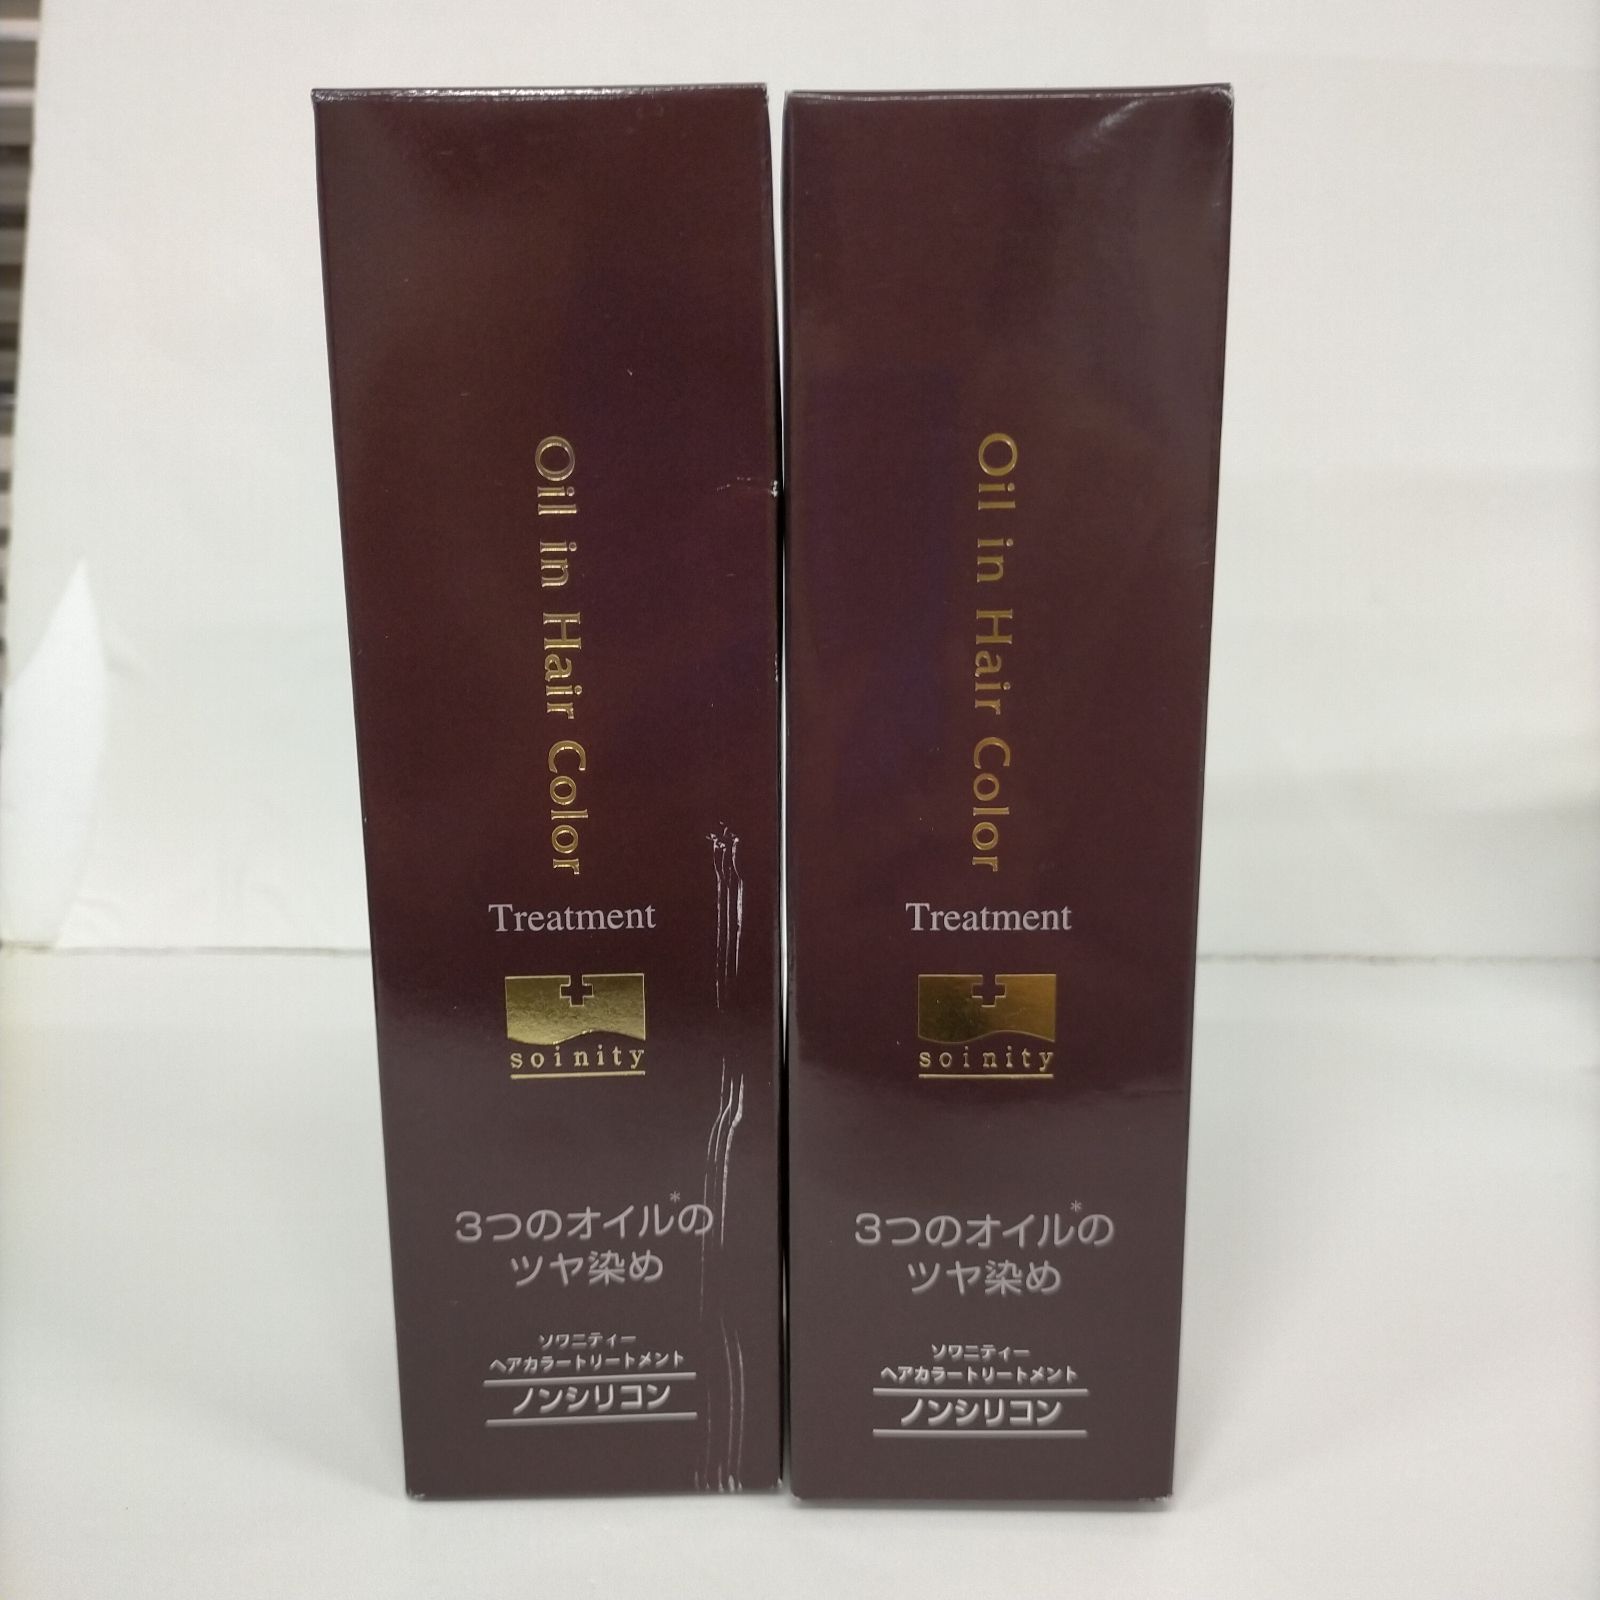 Oil in Hair Color
Treatment
soinity
3つのオイル*の
ツヤ染め
ソワニティー
ヘアカラートリートメント
ノンシリコン
Oil in Hair Color
Treatment
soinity
3つのオイル*の
ツヤ染め
ソワニティー
ヘアカラートリートメント
ノンシリコン